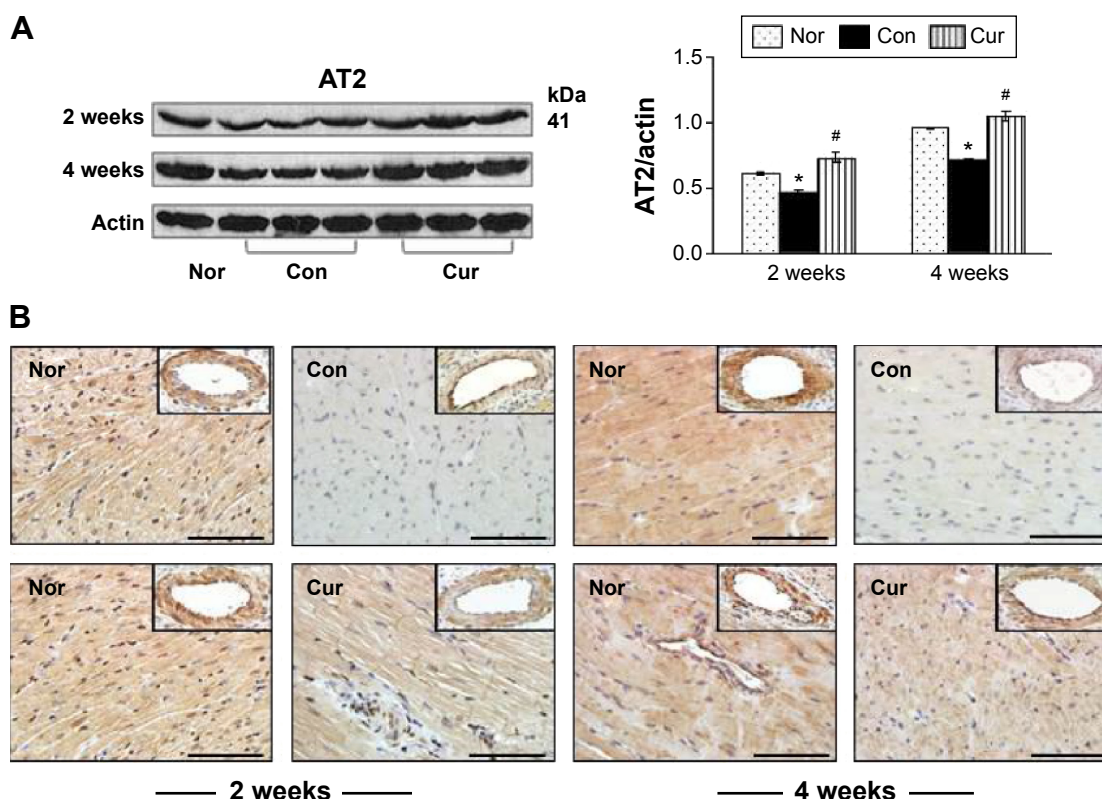 A
AT2
kDa
2 weeks
41
4 weeks
Actin
Nor
Con
Cur
Nor Con Cur
AT2/actin
1.5
1.0
0.5
0.0
*
#
*
#
2 weeks
4 weeks
B
Nor
Con
Nor
Con
Nor
Cur
Nor
Cur
2 weeks
4 weeks